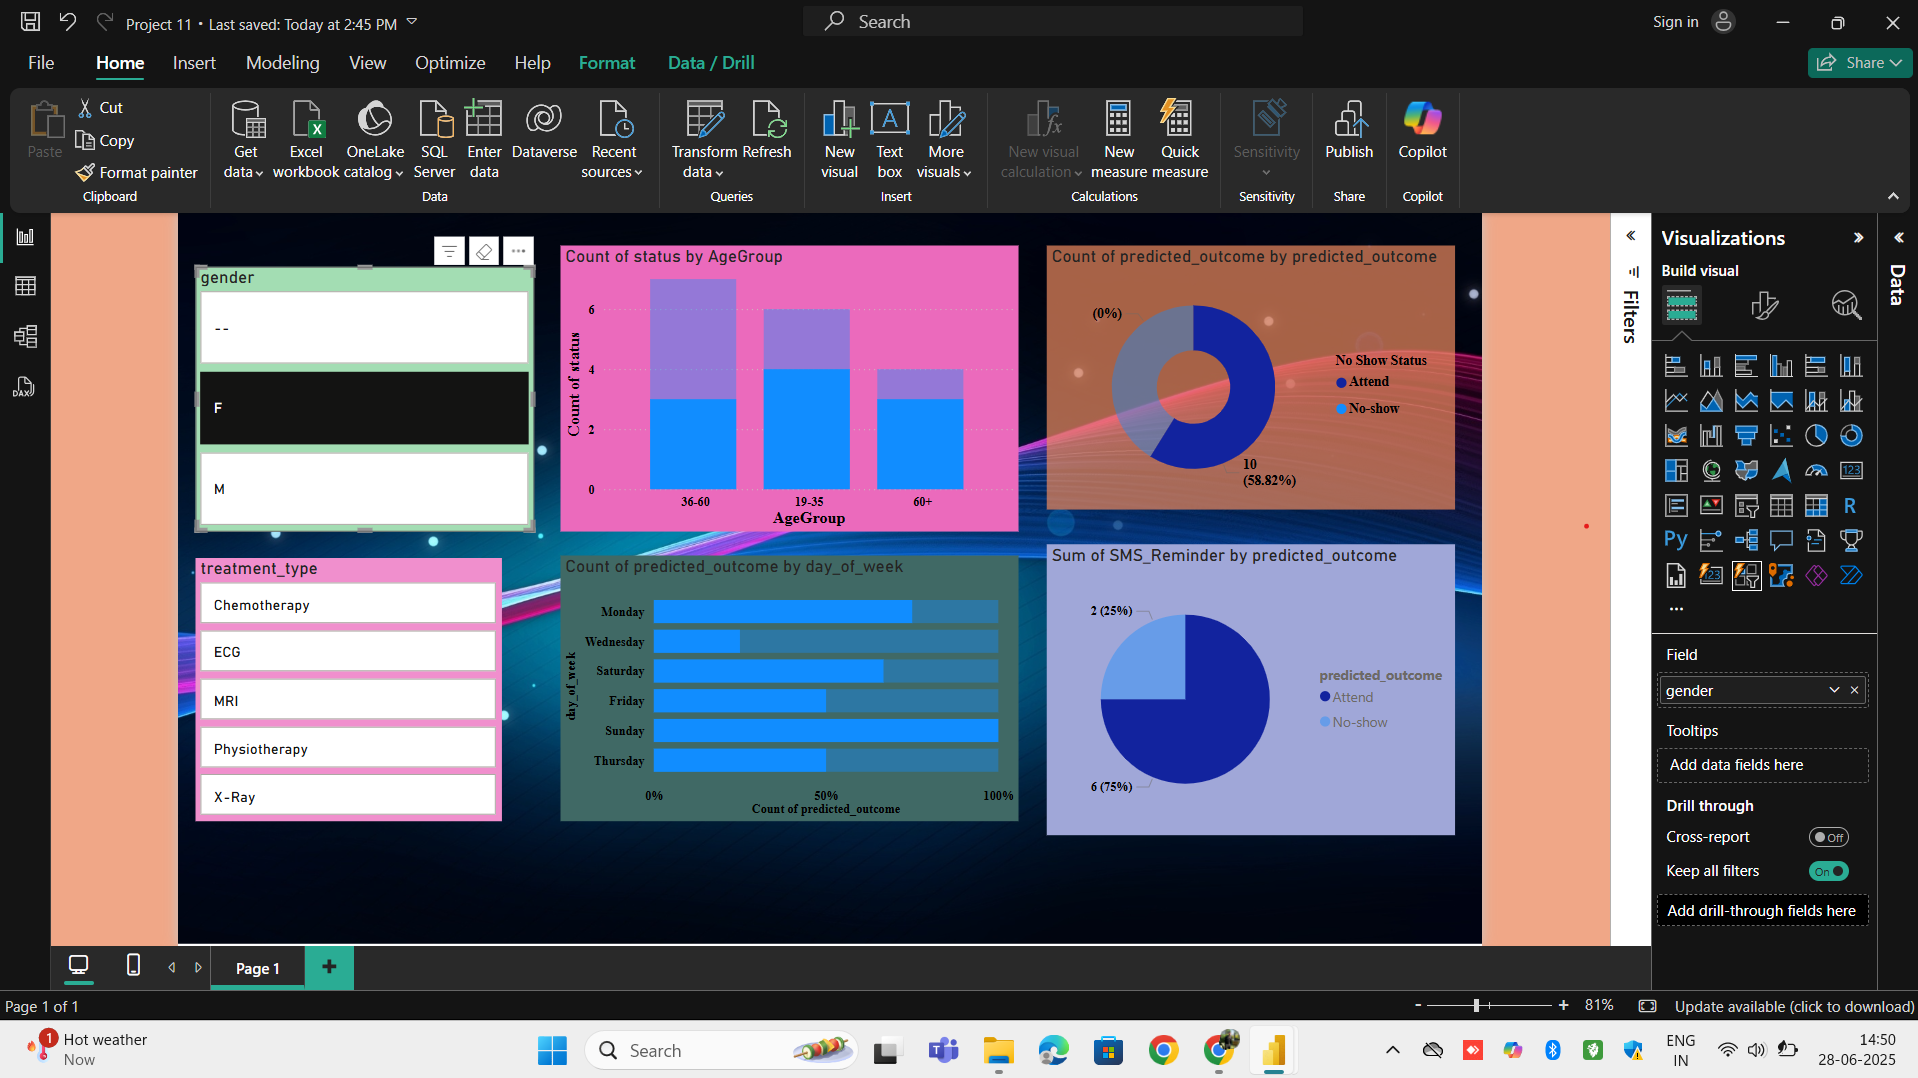 Project 11 • Last saved: Today at 2:45 PM
Search
Sign in
File
Home
Insert
Modeling
View
Optimize
Help
Format
Data / Drill
Share
Paste
Cut
Copy
Format painter
Clipboard
Get data
Excel workbook
OneLake catalog
SQL Server
Enter data
Dataverse
Recent sources
Data
Transform data
Refresh
Queries
New visual
Text box
More visuals
Insert
New visual calculation
New measure
Quick measure
Calculations
Sensitivity
Sensitivity
Publish
Share
Copilot
Copilot
gender
--
F
M
treatment_type
Chemotherapy
ECG
MRI
Physiotherapy
X-Ray
Count of status by AgeGroup
Count of status
6
4
2
0
36-60
19-35
60+
AgeGroup
Count of predicted_outcome by day_of_week
day_of_week
Monday
Wednesday
Saturday
Friday
Sunday
Thursday
0%
50%
100%
Count of predicted_outcome
Count of predicted_outcome by predicted_outcome
(0%)
10
(58.82%)
No Show Status
Attend
No-show
Sum of SMS_Reminder by predicted_outcome
2 (25%)
6 (75%)
predicted_outcome
Attend
No-show
Filters
Visualizations
Build visual
123
R
Py
123
Field
gender
Tooltips
Add data fields here
Drill through
Cross-report
Off
Keep all filters
On
Add drill-through fields here
Data
DAX
Page 1
Page 1 of 1
- + 81%
Update available (click to download)
1
Hot weather
Now
Search
ENG
IN
14:50
28-06-2025